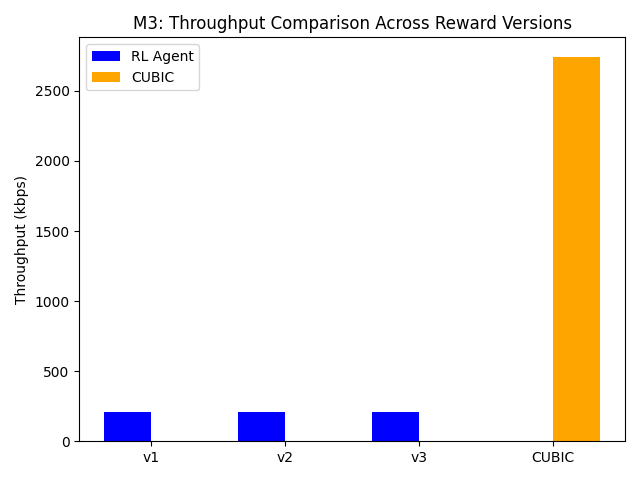 M3: Throughput Comparison Across Reward Versions
RL Agent
CUBIC
Throughput (kbps)
2500
2000
1500
1000
500
0
v1 v2 v3 CUBIC